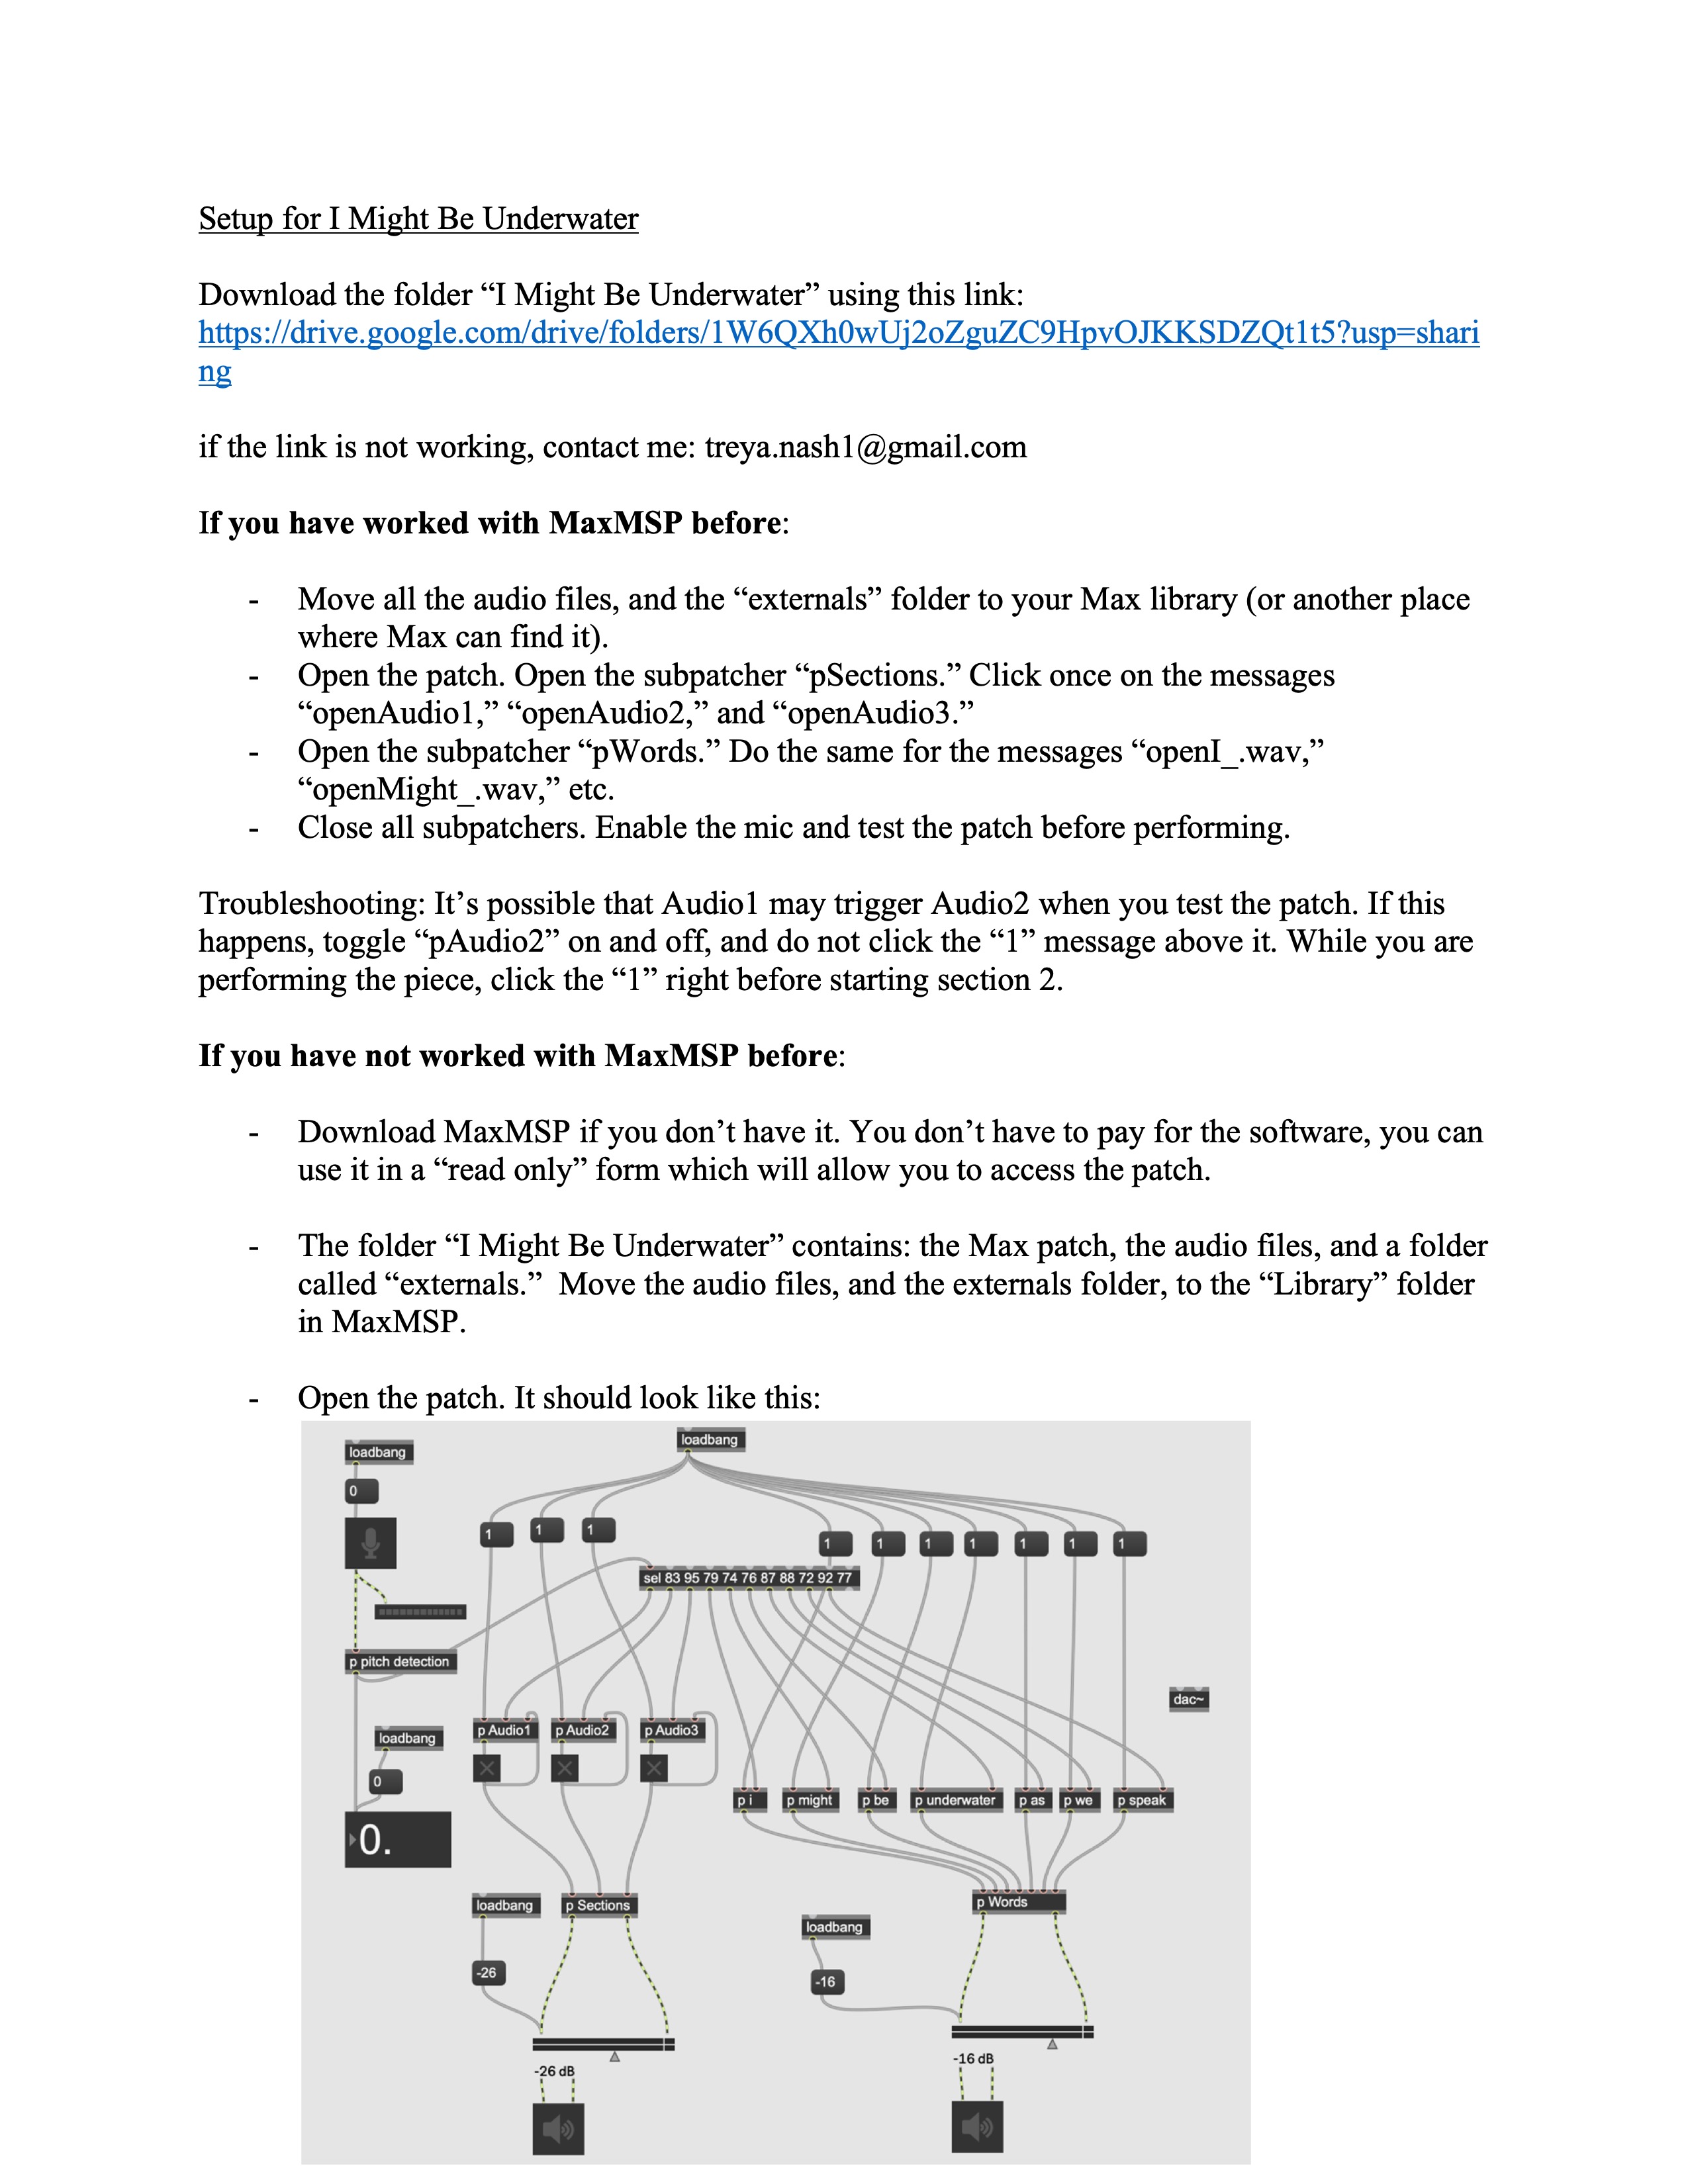 Setup for I Might Be Underwater
Download the folder “I Might Be Underwater” using this link:
https://drive.google.com/drive/folders/1W6QXh0wUj2oZguZC9HpvOJKKSDZQt1t5?usp=shari
ng
if the link is not working, contact me: treya.nash1@gmail.com
If you have worked with MaxMSP before:
- Move all the audio files, and the “externals” folder to your Max library (or another place
where Max can find it).
- Open the patch. Open the subpatcher “pSections.” Click once on the messages
“openAudio1,” “openAudio2,” and “openAudio3.”
- Open the subpatcher “pWords.” Do the same for the messages “openI_.wav,”
“openMight_.wav,” etc.
- Close all subpatchers. Enable the mic and test the patch before performing.
Troubleshooting: It’s possible that Audio1 may trigger Audio2 when you test the patch. If this
happens, toggle “pAudio2” on and off, and do not click the “1” message above it. While you are
performing the piece, click the “1” right before starting section 2.
If you have not worked with MaxMSP before:
- Download MaxMSP if you don’t have it. You don’t have to pay for the software, you can
use it in a “read only” form which will allow you to access the patch.
- The folder “I Might Be Underwater” contains: the Max patch, the audio files, and a folder
called “externals.”  Move the audio files, and the externals folder, to the “Library” folder
in MaxMSP.
- Open the patch. It should look like this:
loadbang
loadbang
0
1 1 1 1 1 1 1 1 1 1
sel 83 95 79 74 76 87 88 72 92 77
p pitch detection
dac~
p Audio1 p Audio2 p Audio3
loadbang
0
p i p might p be p underwater p as p we p speak
0.
loadbang p Sections p Words
loadbang
-26
-16
-26 dB
-16 dB